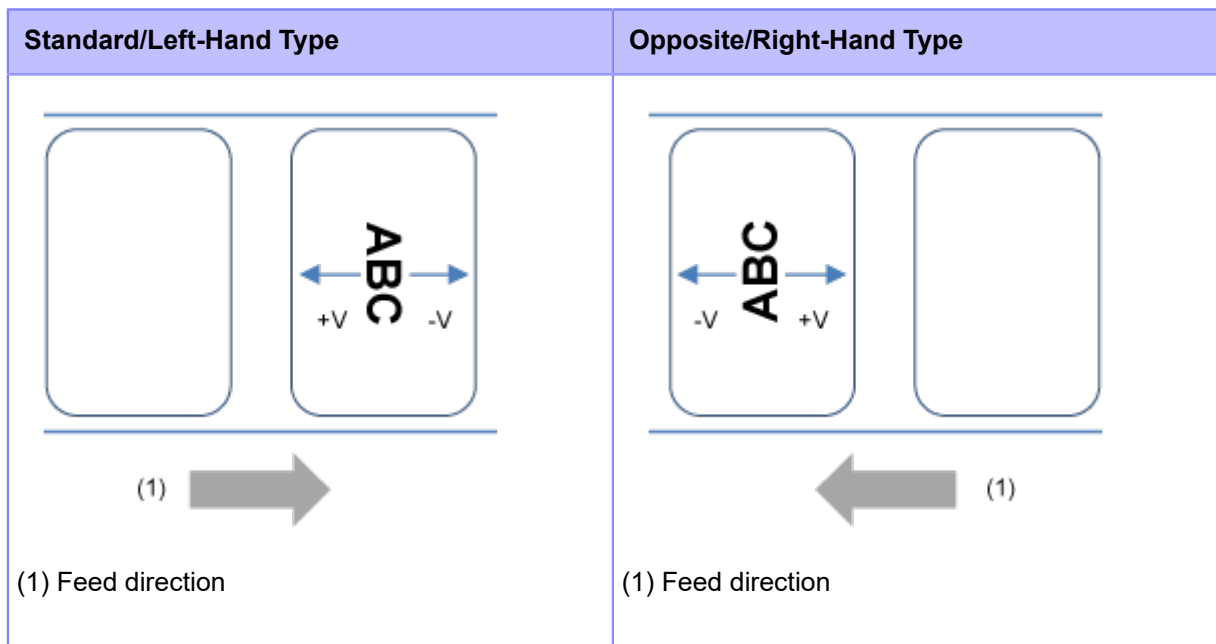 Standard/Left-Hand Type
Opposite/Right-Hand Type
ABC
+V
-V
(1)
(1) Feed direction
ABC
-V
+V
(1)
(1) Feed direction